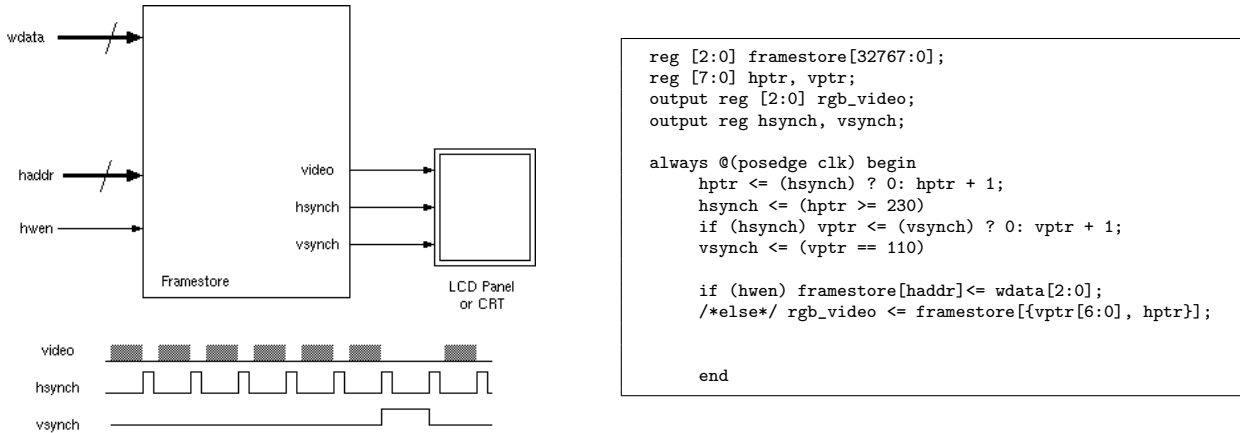 wdata
haddr
hwen
video
hsynch
vsynch
Framestore
LCD Panel
or CRT
video
hsynch
vsynch
reg [2:0] framestore[32767:0];
reg [7:0] hptr, vptr;
output reg [2:0] rgb_video;
output reg hsynch, vsynch;
always @(posedge clk) begin
hptr <= (hsynch) ? 0: hptr + 1;
hsynch <= (hptr >= 230)
if (hsynch) vptr <= (vsynch) ? 0: vptr + 1;
vsynch <= (vptr == 110)
if (hwen) framestore[haddr]<= wdata[2:0];
/*else*/ rgb_video <= framestore[{vptr[6:0], hptr}];
end